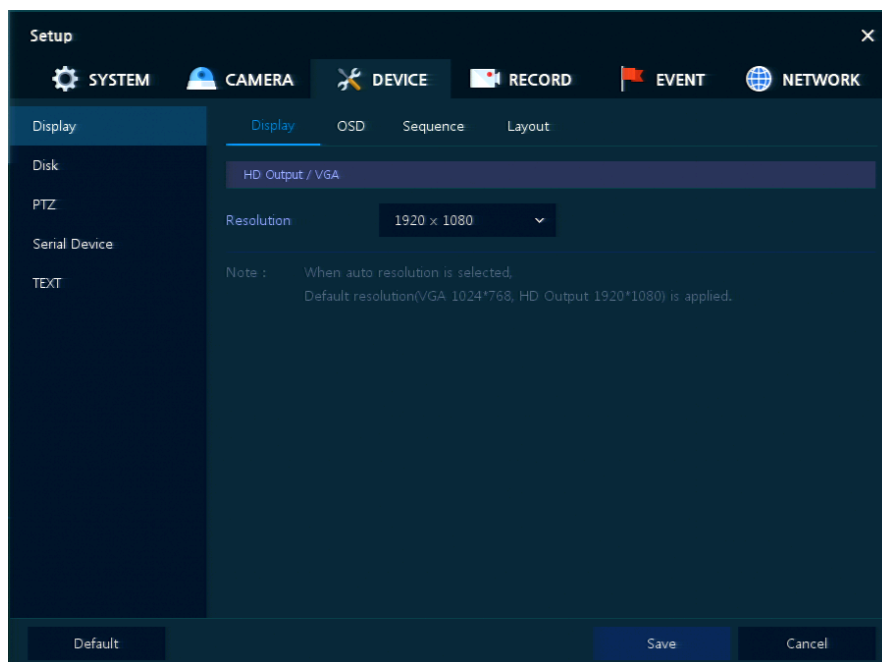 Setup
SYSTEM CAMERA DEVICE RECORD EVENT NETWORK
Display
Disk
PTZ
Serial Device
TEXT
Display OSD Sequence Layout
HD Output / VGA
Resolution 1920 × 1080
Note : When auto resolution is selected,
Default resolution(VGA 1024*768, HD Output 1920*1080) is applied.
Default Save Cancel